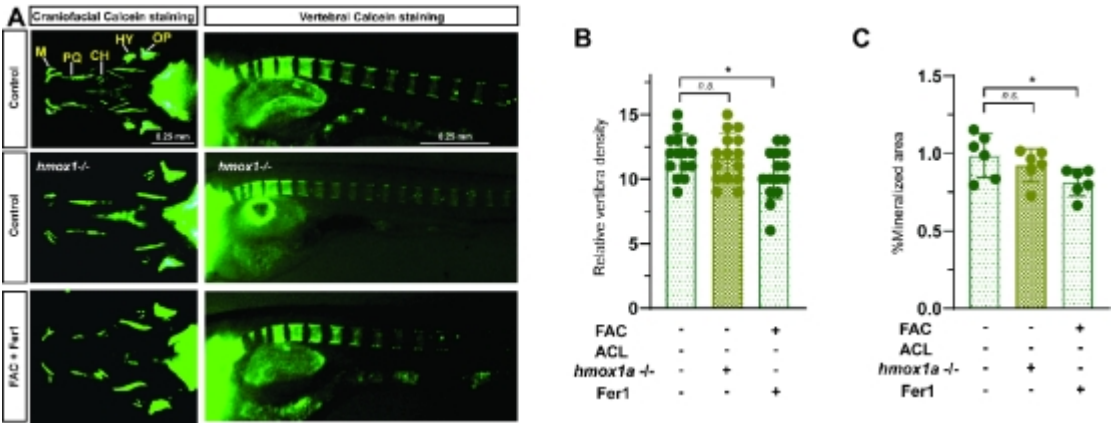 A
Craniofacial Calcein staining
Vertebral Calcein staining
Control
M
PQ
CH
HY
OP
0.25 mm
0.25 mm
Control
hmox1-/-
FAC + Fer1
B
Relative vertibra density
15
10
5
0
*
n.s.
FAC - - +
ACL - - -
hmox1a -/- - + -
Fer1 - - +
C
%Mineralized area
1.5
1.0
0.5
0.0
*
n.s.
FAC - - +
ACL - - -
hmox1a -/- - + -
Fer1 - - +